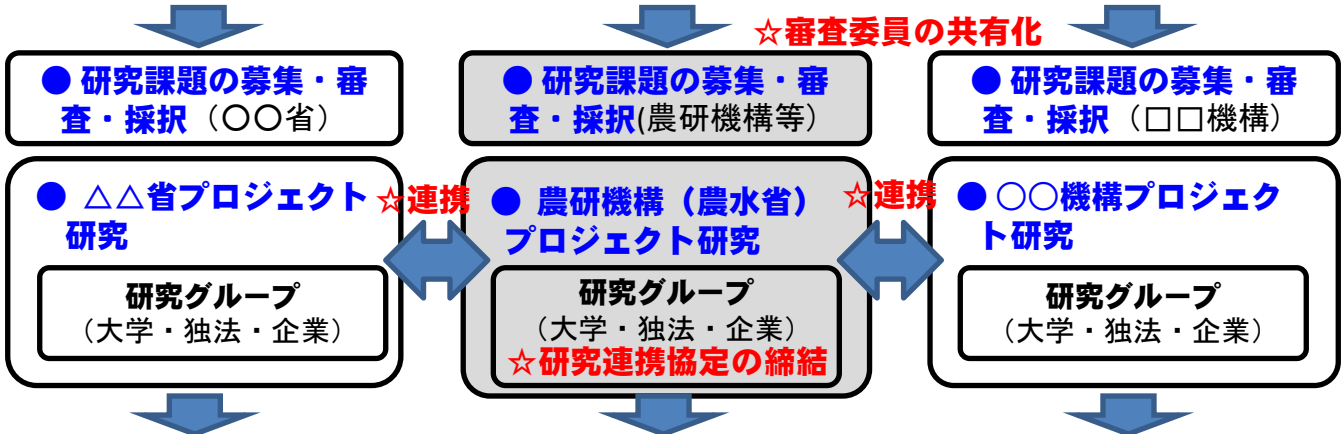 ☆審査委員の共有化
● 研究課題の募集・審
査・採択（〇〇省）
● 研究課題の募集・審
査・採択(農研機構等)
● 研究課題の募集・審
査・採択（□□機構）
● △△省プロジェクト
研究
☆連携
● 農研機構（農水省）
プロジェクト研究
☆連携
● 〇〇機構プロジェク
ト研究
研究グループ
（大学・独法・企業）
研究グループ
（大学・独法・企業）
☆研究連携協定の締結
研究グループ
（大学・独法・企業）